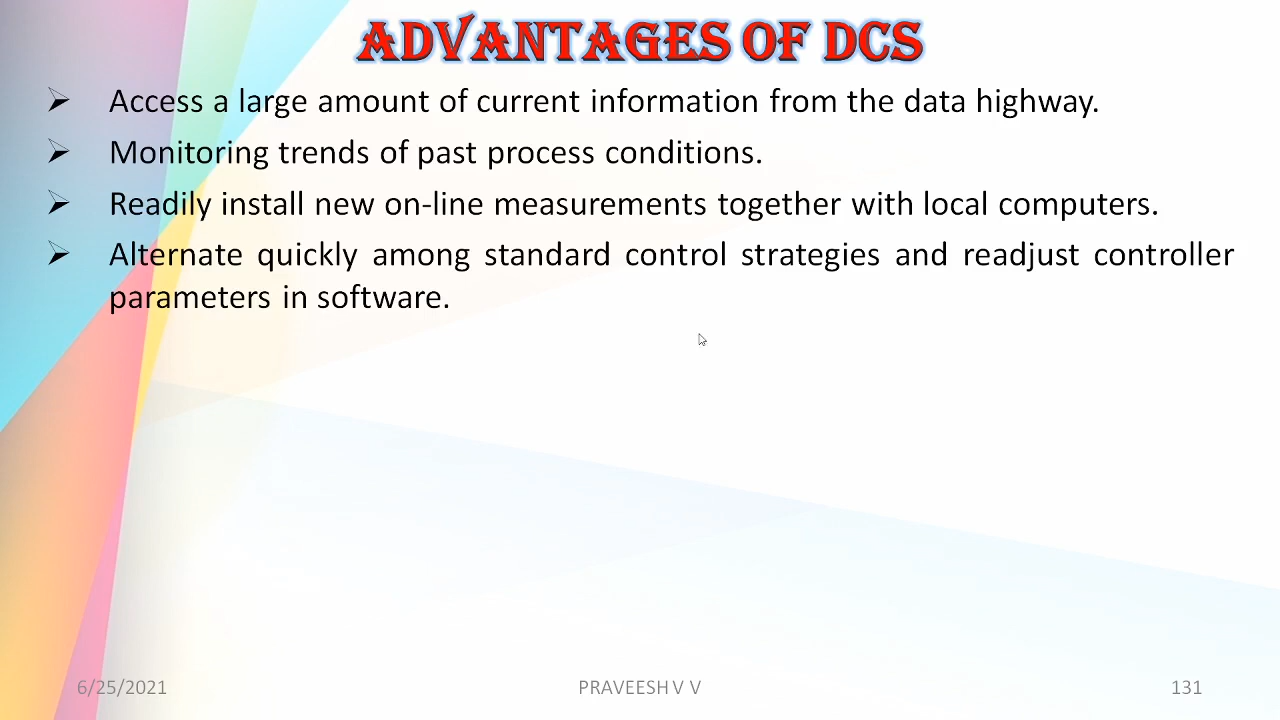 ADVANTAGES OF DCS
➢ Access a large amount of current information from the data highway.
➢ Monitoring trends of past process conditions.
➢ Readily install new on-line measurements together with local computers.
➢ Alternate quickly among standard control strategies and readjust controller
parameters in software.
6/25/2021
PRAVEESH V V
131